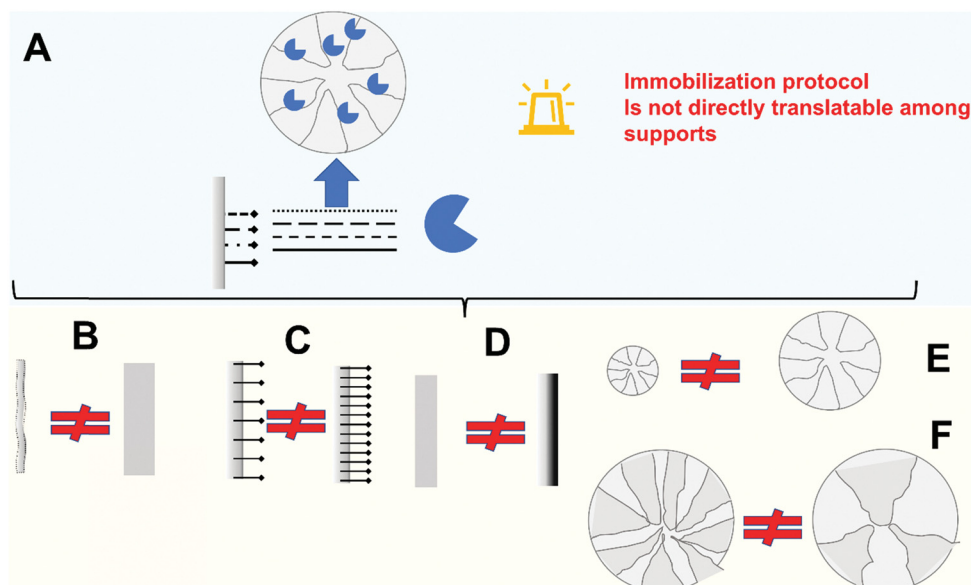 A
Immobilization protocol
Is not directly translatable among
supports
B
C
D
E
F